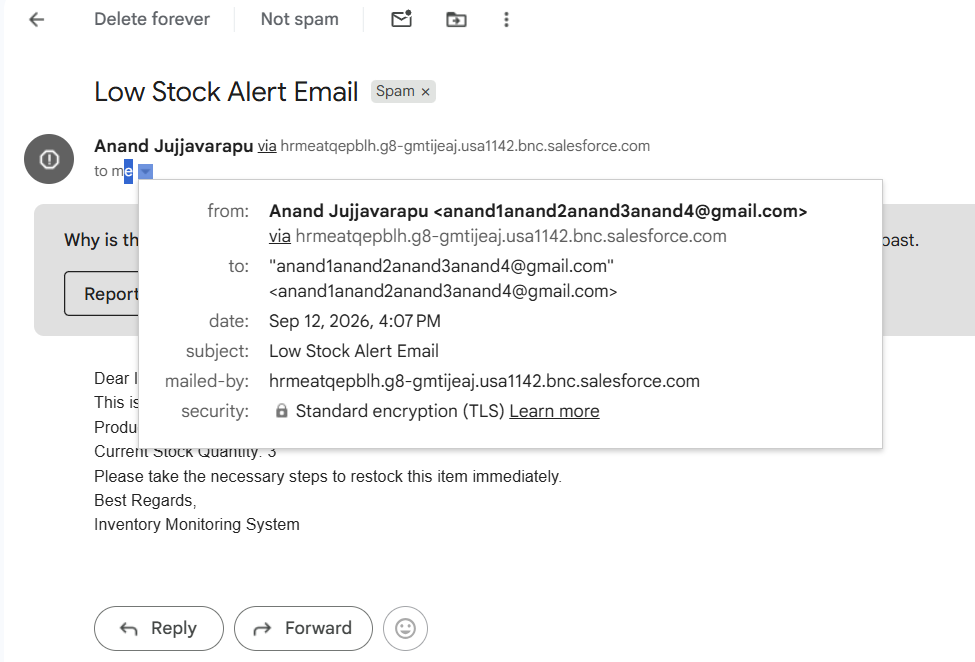 Delete forever
Not spam
Low Stock Alert Email Spam ×
Anand Jujjavarapu via hrmeatqepblh.g8-gmtijeaj.usa1142.bnc.salesforce.com
to me
from: Anand Jujjavarapu <anand1anand2anand3anand4@gmail.com>
via hrmeatqepblh.g8-gmtijeaj.usa1142.bnc.salesforce.com
to: "anand1anand2anand3anand4@gmail.com"
<anand1anand2anand3anand4@gmail.com>
date: Sep 12, 2026, 4:07 PM
subject: Low Stock Alert Email
mailed-by: hrmeatqepblh.g8-gmtijeaj.usa1142.bnc.salesforce.com
security: Standard encryption (TLS) Learn more
Why is
Report
Dear
This is
Current Stock Quantity: 3
Please take the necessary steps to restock this item immediately.
Best Regards,
Inventory Monitoring System
Reply
Forward